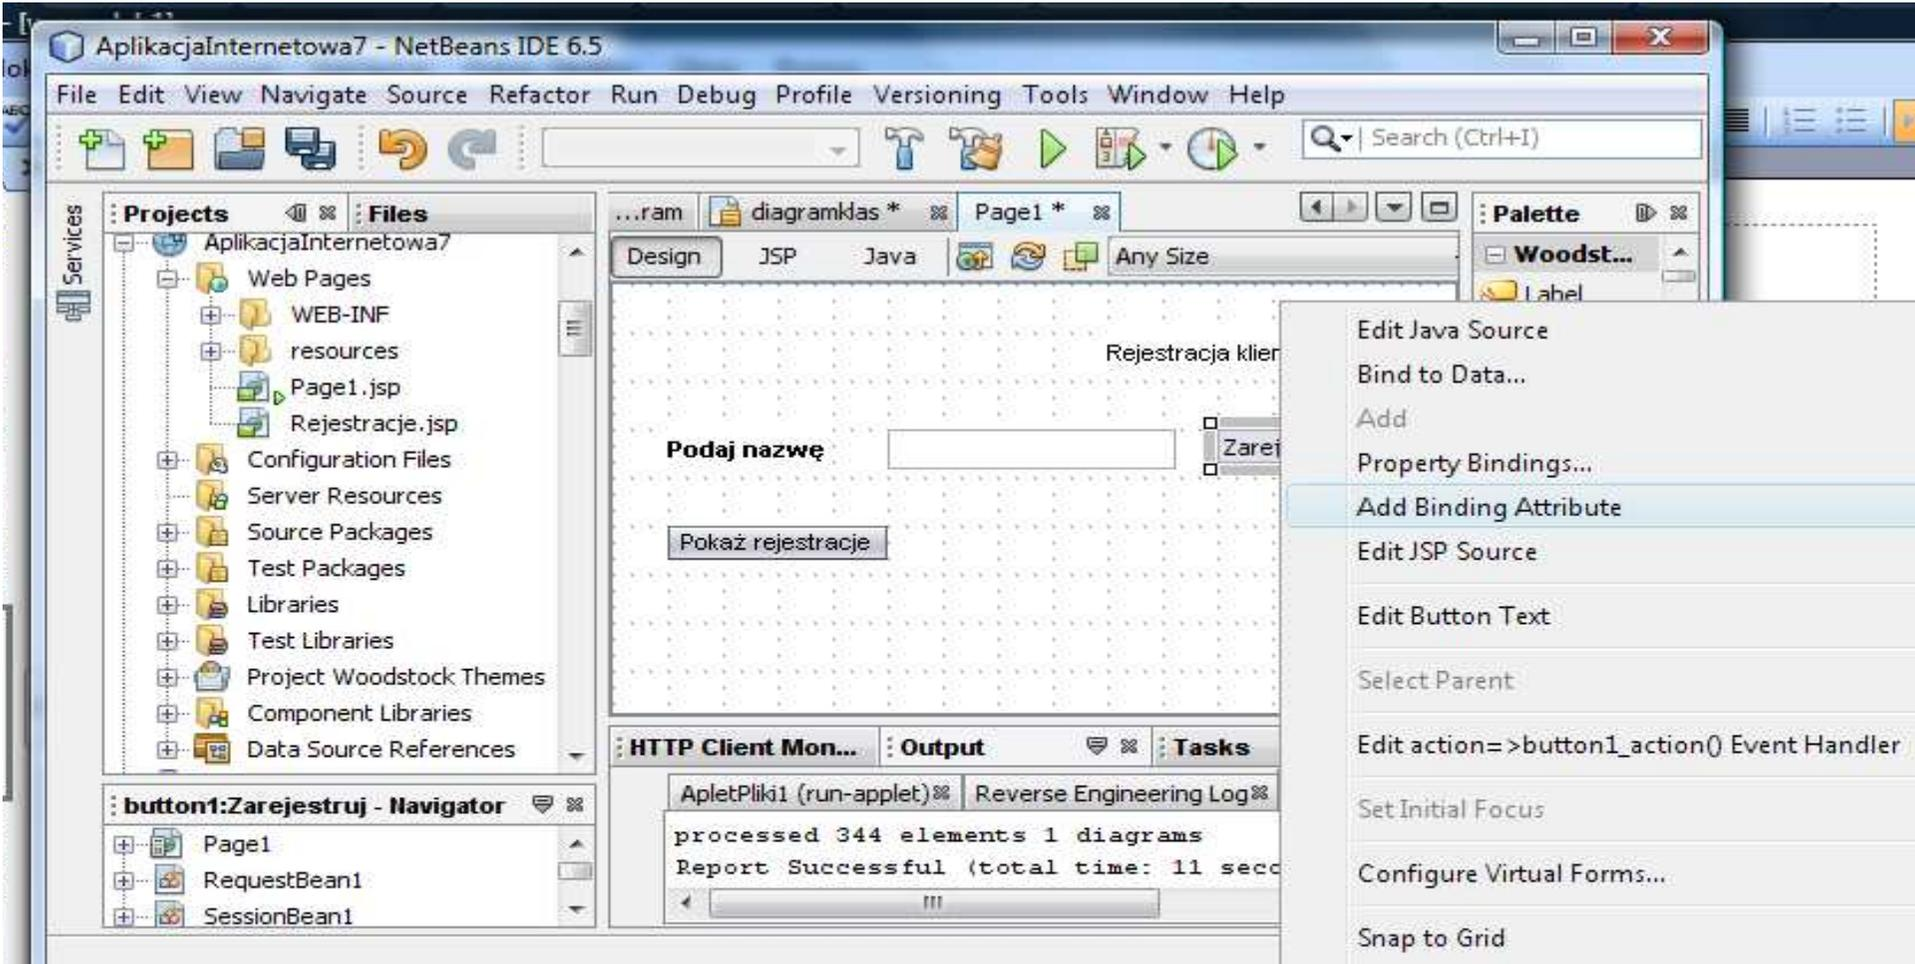 AplikacjaInternetowa7 - NetBeans IDE 6.5
File Edit View Navigate Source Refactor Run Debug Profile Versioning Tools Window Help
Search (Ctrl+I)
Services
Projects
Files
...ram
diagramklas *
Page1 *
Palette
AplikacjaInternetowa7
Web Pages
WEB-INF
resources
Page1.jsp
Rejestracje.jsp
Configuration Files
Server Resources
Source Packages
Test Packages
Libraries
Test Libraries
Project Woodstock Themes
Component Libraries
Data Source References
Design
JSP
Java
Any Size
Woodst...
Label
Rejestracja klier
Podaj nazwę
Zarej
Pokaż rejestracje
Edit Java Source
Bind to Data...
Add
Property Bindings...
Add Binding Attribute
Edit JSP Source
Edit Button Text
Select Parent
Edit action=>button1_action() Event Handler
Set Initial Focus
Configure Virtual Forms...
Snap to Grid
HTTP Client Mon...
Output
Tasks
ApletPliki1 (run-applet)
Reverse Engineering Log
processed 344 elements 1 diagrams
Report Successful (total time: 11 secc
button1:Zarejestruj - Navigator
Page1
RequestBean1
SessionBean1